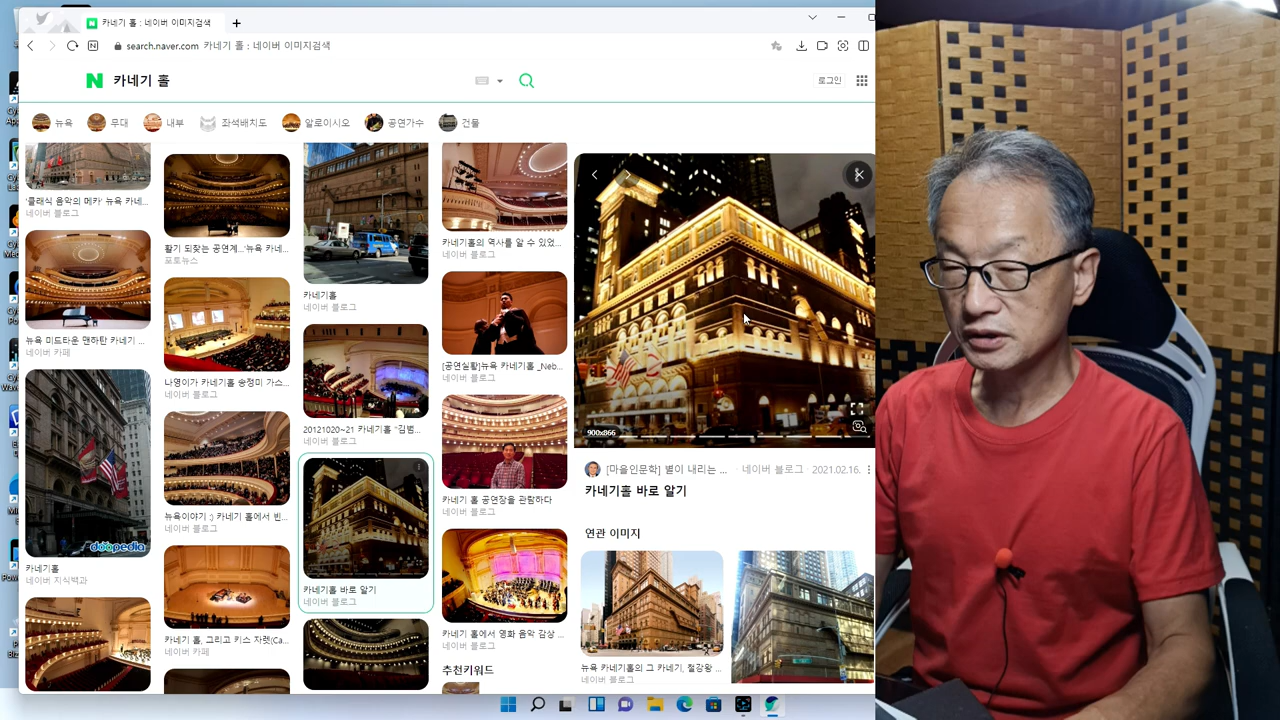 카네기 홀 : 네이버 이미지검색
search.naver.com 카네기 홀 : 네이버 이미지검색
N 카네기 홀
로그인
뉴욕 무대 내부 좌석배치도 알로이시오 공연가수 건물
'클래식 음악의 메카' 뉴욕 카네...
네이버 블로그
뉴욕 미드타운 맨하탄 카네기 ...
네이버 카페
doopedia
카네기홀
네이버 지식백과
활기 되찾는 공연계...'뉴욕 카네...
포토뉴스
나영이가 카네기홀 송정미 가스...
네이버 블로그
뉴욕이야기 :) 카네기 홀에서 빈...
네이버 블로그
카네기 홀, 그리고 키스 자렛(Ca...
네이버 카페
카네기홀
네이버 블로그
20121020~21 카네기홀 "김범...
네이버 블로그
카네기홀 바로 알기
네이버 블로그
카네기홀의 역사를 알 수 있었...
네이버 블로그
[공연실황]뉴욕 카네기홀 _Neb...
네이버 블로그
카네기 홀 공연장을 관람하다
네이버 블로그
카네기 홀에서 영화 음악 감상 ...
네이버 블로그
추천키워드
900x866
[마을인문학] 별이 내리는 ... · 네이버 블로그 · 2021.02.16.
카네기홀 바로 알기
연관 이미지
뉴욕 카네기홀의 그 카네기, 철강왕 ...
네이버 블로그